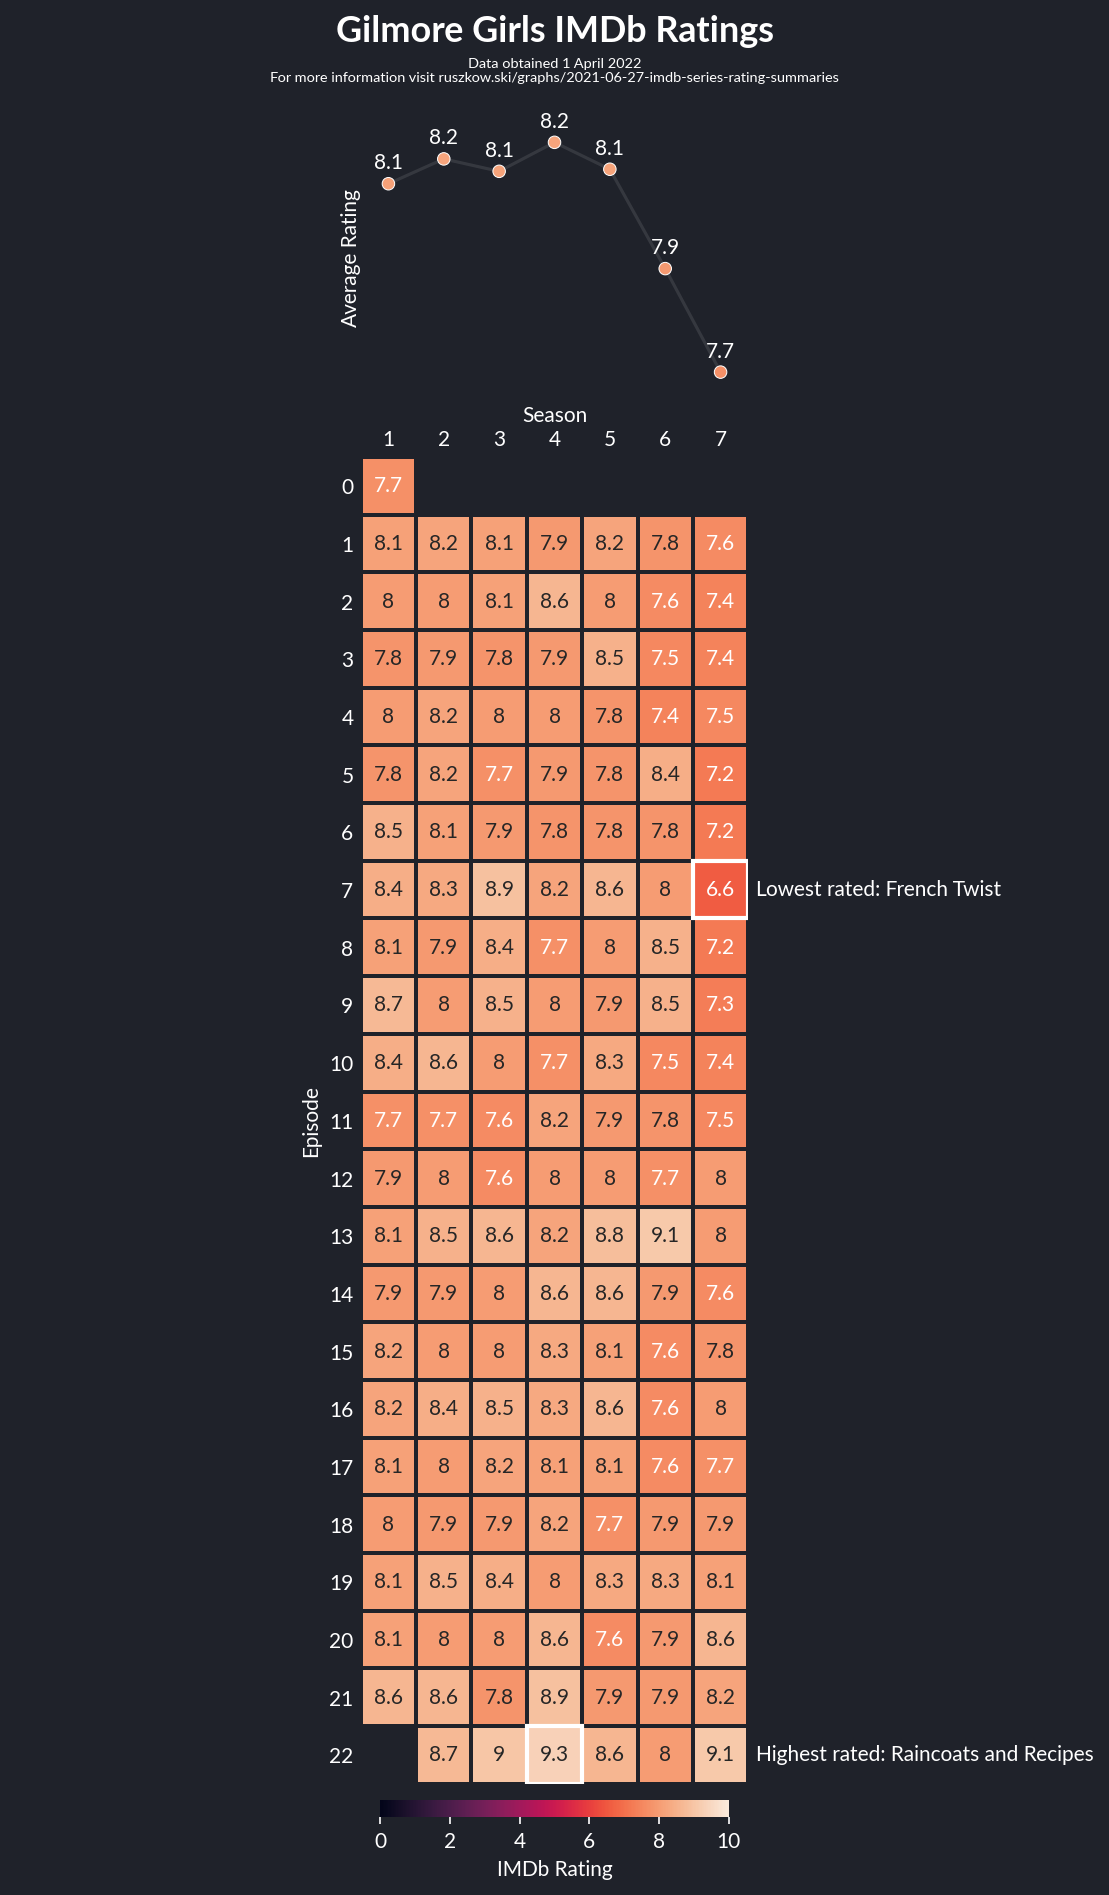 Gilmore Girls IMDb Ratings
Data obtained 1 April 2022
For more information visit ruszkow.ski/graphs/2021-06-27-imdb-series-rating-summaries
8.1 8.2 8.1 8.2 8.1 7.9 7.7
Average Rating
Season
1 2 3 4 5 6 7
0 7.7
1 8.1 8.2 8.1 7.9 8.2 7.8 7.6
2 8 8 8.1 8.6 8 7.6 7.4
3 7.8 7.9 7.8 7.9 8.5 7.5 7.4
4 8 8.2 8 8 7.8 7.4 7.5
5 7.8 8.2 7.7 7.9 7.8 8.4 7.2
6 8.5 8.1 7.9 7.8 7.8 7.8 7.2
7 8.4 8.3 8.9 8.2 8.6 8 6.6 Lowest rated: French Twist
8 8.1 7.9 8.4 7.7 8 8.5 7.2
9 8.7 8 8.5 8 7.9 8.5 7.3
10 8.4 8.6 8 7.7 8.3 7.5 7.4
11 7.7 7.7 7.6 8.2 7.9 7.8 7.5
Episode
12 7.9 8 7.6 8 8 7.7 8
13 8.1 8.5 8.6 8.2 8.8 9.1 8
14 7.9 7.9 8 8.6 8.6 7.9 7.6
15 8.2 8 8 8.3 8.1 7.6 7.8
16 8.2 8.4 8.5 8.3 8.6 7.6 8
17 8.1 8 8.2 8.1 8.1 7.6 7.7
18 8 7.9 7.9 8.2 7.7 7.9 7.9
19 8.1 8.5 8.4 8 8.3 8.3 8.1
20 8.1 8 8 8.6 7.6 7.9 8.6
21 8.6 8.6 7.8 8.9 7.9 7.9 8.2
22 8.7 9 9.3 8.6 8 9.1 Highest rated: Raincoats and Recipes
0 2 4 6 8 10
IMDb Rating